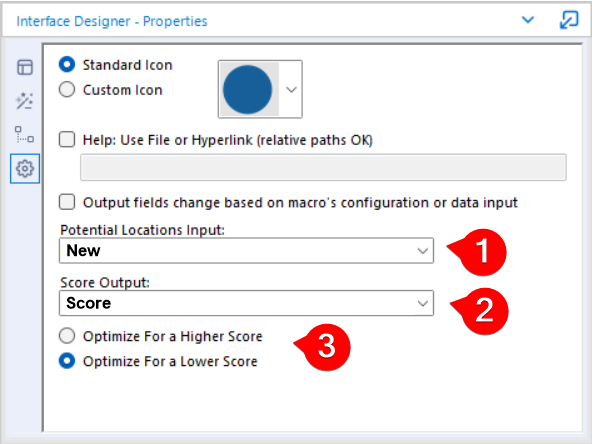 Interface Designer - Properties
Standard Icon
Custom Icon
Help: Use File or Hyperlink (relative paths OK)
Output fields change based on macro's configuration or data input
Potential Locations Input:
New
1
Score Output:
Score
2
Optimize For a Higher Score
3
Optimize For a Lower Score